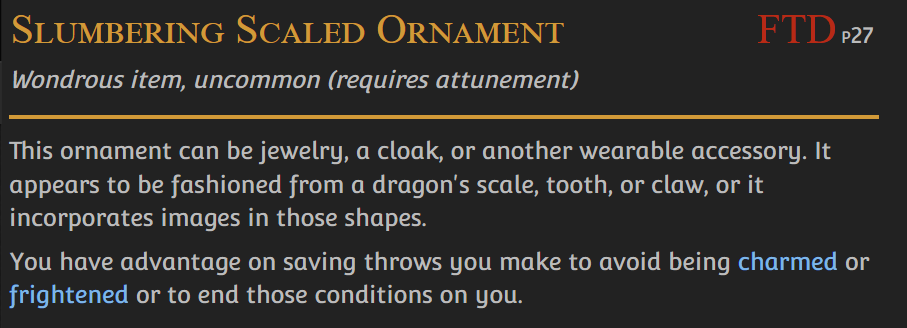 Slumbering Scaled Ornament FTD p27
Wondrous item, uncommon (requires attunement)
This ornament can be jewelry, a cloak, or another wearable accessory. It
appears to be fashioned from a dragon's scale, tooth, or claw, or it
incorporates images in those shapes.
You have advantage on saving throws you make to avoid being charmed or
frightened or to end those conditions on you.